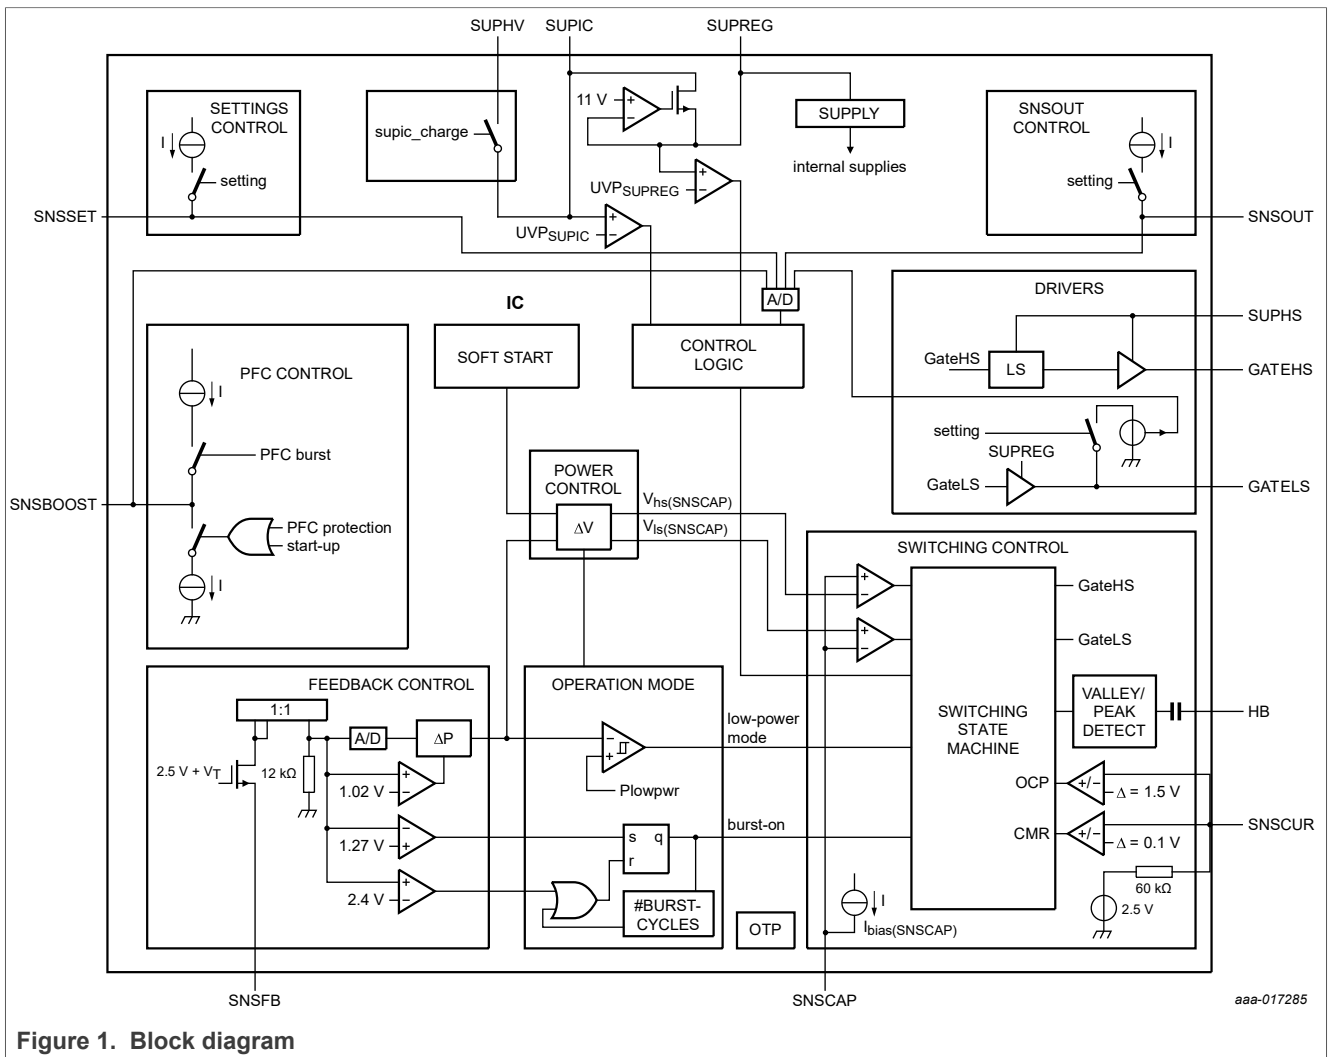 SUPHV
SUPIC
SUPREG
SETTINGS
CONTROL
I
setting
supic_charge
11 V
+
−
SUPPLY
internal supplies
SNSOUT
CONTROL
I
setting
SNSSET
SNSOUT
UVPSUPREG
+
−
UVPSUPIC
+
−
A/D
IC
SOFT START
CONTROL
LOGIC
DRIVERS
SUPHS
GateHS
LS
GATEHS
setting
SUPREG
GateLS
GATELS
PFC CONTROL
I
PFC burst
SNSBOOST
PFC protection
start-up
I
POWER
CONTROL
ΔV
Vhs(SNSCAP)
Vls(SNSCAP)
SWITCHING CONTROL
+
−
+
−
GateHS
GateLS
SWITCHING
STATE
MACHINE
VALLEY/
PEAK
DETECT
HB
OCP
+/−
Δ = 1.5 V
CMR
+/−
Δ = 0.1 V
SNSCUR
60 kΩ
2.5 V
I
Ibias(SNSCAP)
FEEDBACK CONTROL
1:1
A/D
ΔP
2.5 V + VT
12 kΩ
1.02 V
+
−
1.27 V
−
+
2.4 V
+
−
OPERATION MODE
−
+
Plowpwr
low-power
mode
s
q
r
burst-on
#BURST-
CYCLES
OTP
SNSFB
SNSCAP
aaa-017285
Figure 1. Block diagram